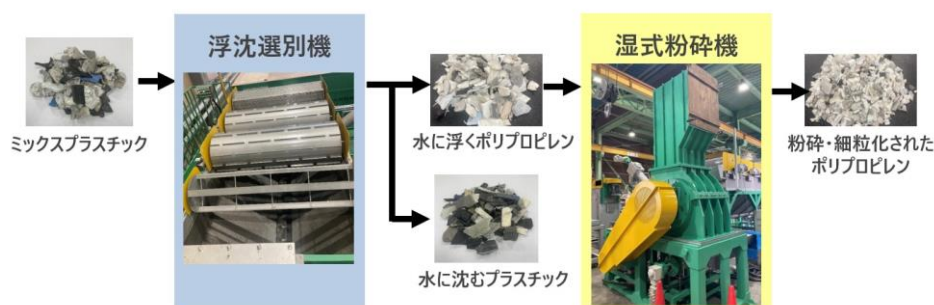 浮沈選別機
湿式粉砕機
ミックスプラスチック
水に浮くポリプロピレン
粉砕・細粒化された
ポリプロピレン
水に沈むプラスチック